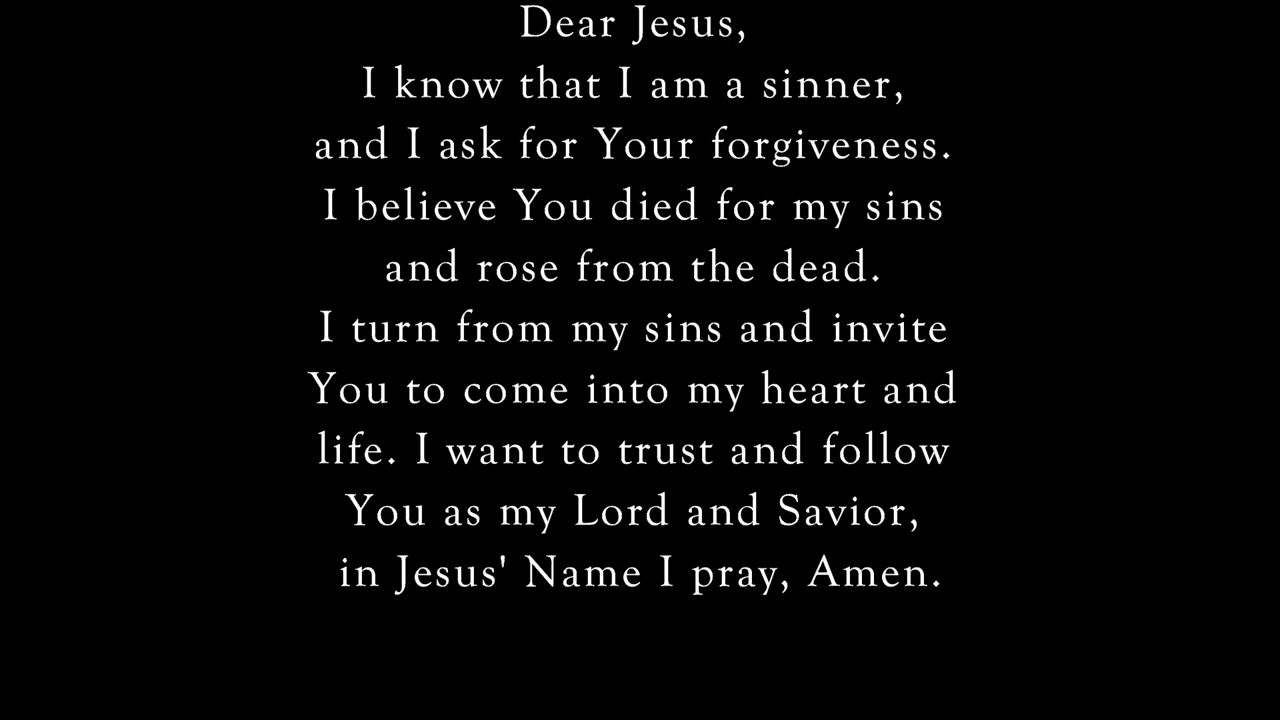 Dear Jesus,
I know that I am a sinner,
and I ask for Your forgiveness.
I believe You died for my sins
and rose from the dead.
I turn from my sins and invite
You to come into my heart and
life. I want to trust and follow
You as my Lord and Savior,
in Jesus' Name I pray, Amen.